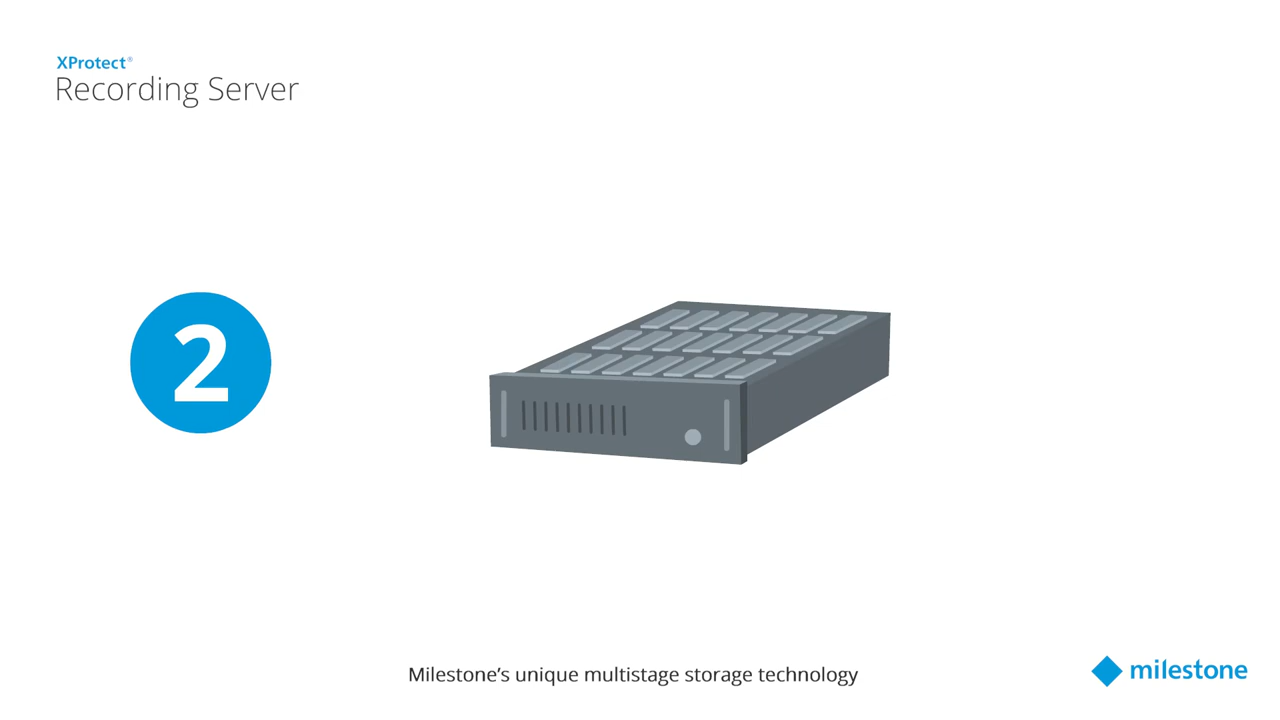 XProtect®
Recording Server
2
Milestone's unique multistage storage technology
milestone